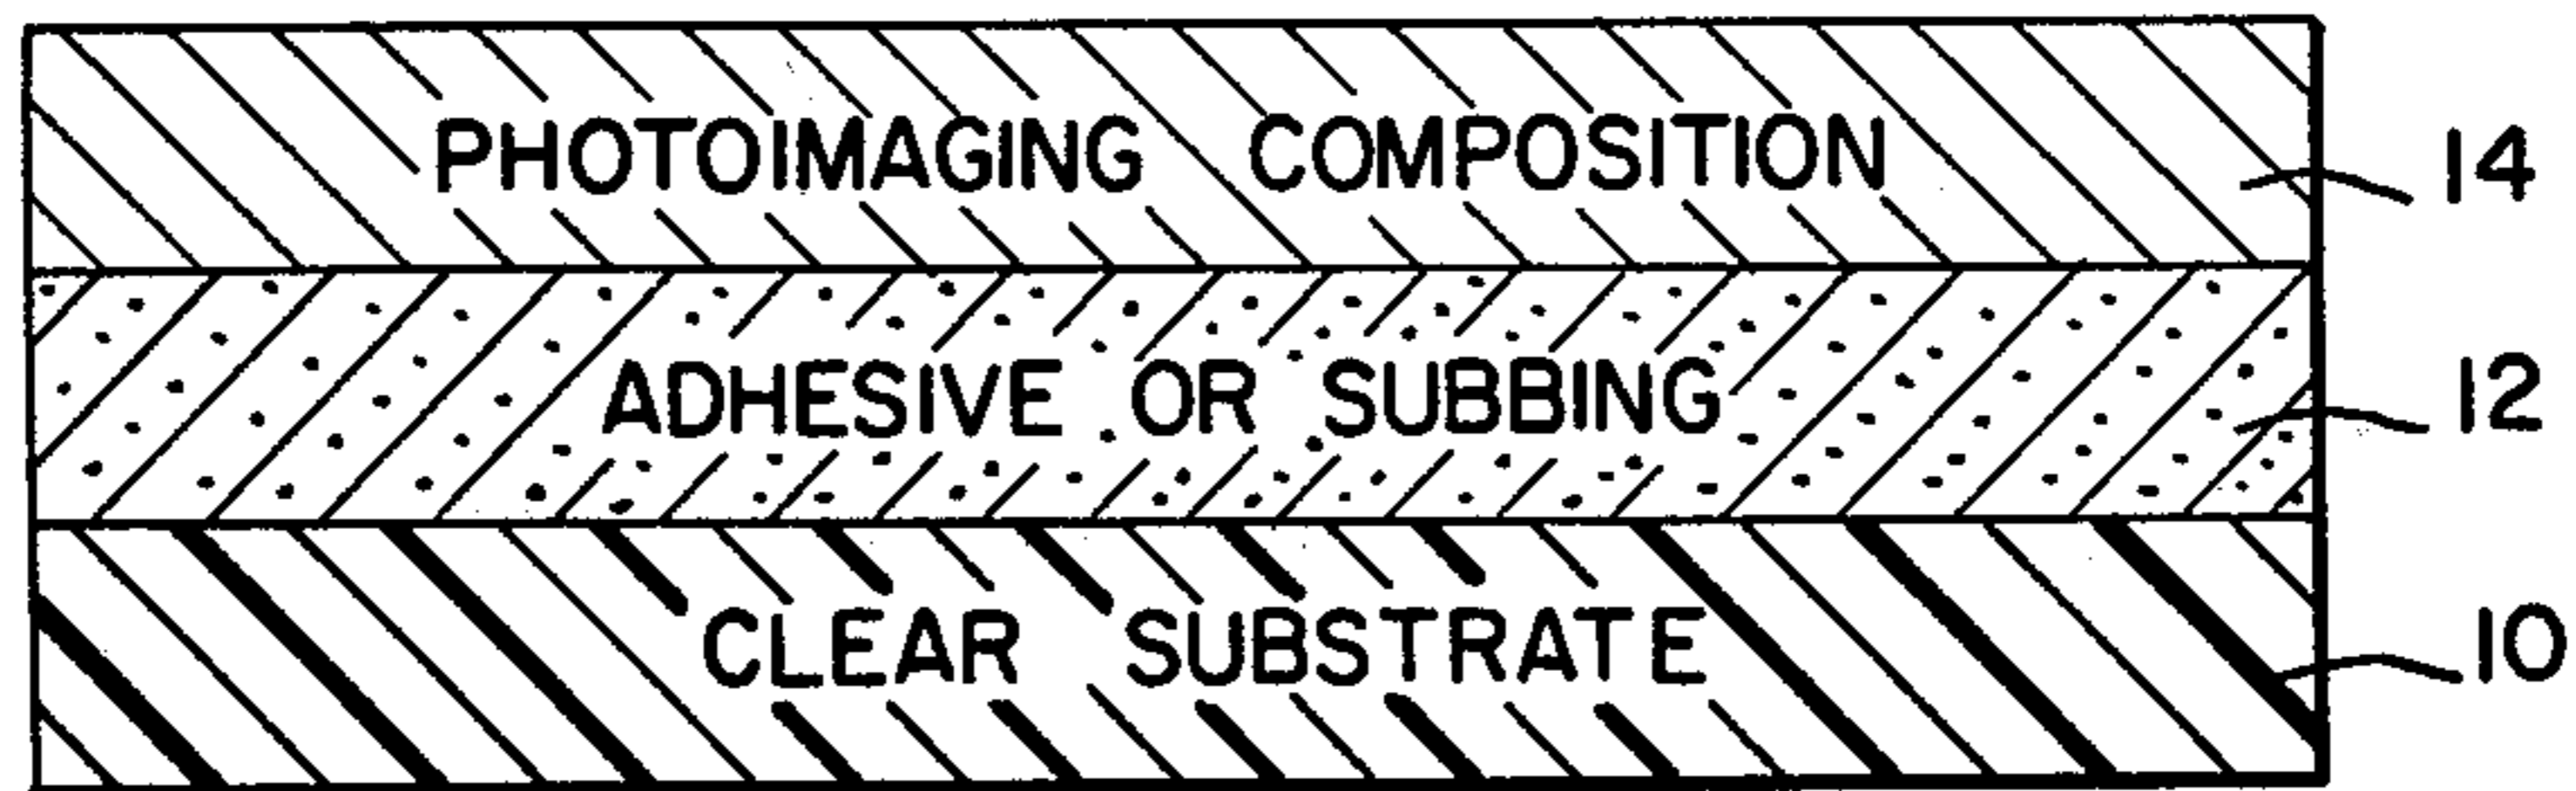 PHOTOIMAGING COMPOSITION 14
ADHESIVE OR SUBBING 12
CLEAR SUBSTRATE 10